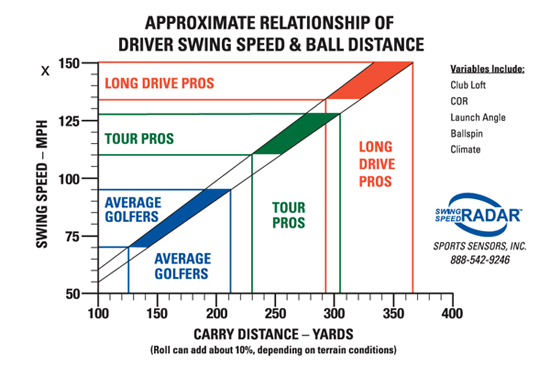 APPROXIMATE RELATIONSHIP OF
DRIVER SWING SPEED & BALL DISTANCE
x
150
125
100
75
50
SWING SPEED – MPH
LONG DRIVE PROS
TOUR PROS
AVERAGE
GOLFERS
AVERAGE
GOLFERS
TOUR
PROS
LONG
DRIVE
PROS
100
150
200
250
300
350
400
CARRY DISTANCE – YARDS
(Roll can add about 10%, depending on terrain conditions)
Variables Include:
Club Loft
COR
Launch Angle
Ballspin
Climate
SWING
SPEED RADAR™
SPORTS SENSORS, INC.
888-542-9246